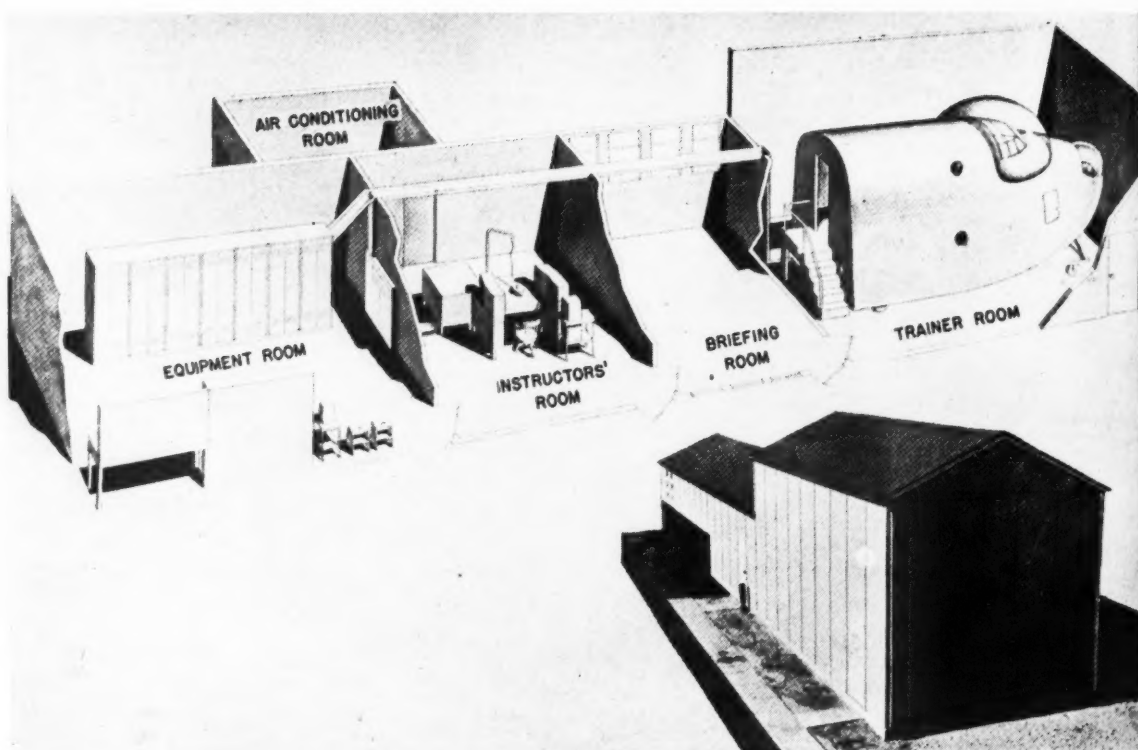 AIR CONDITIONING
ROOM
EQUIPMENT ROOM
INSTRUCTORS'
ROOM
BRIEFING
ROOM
TRAINER ROOM